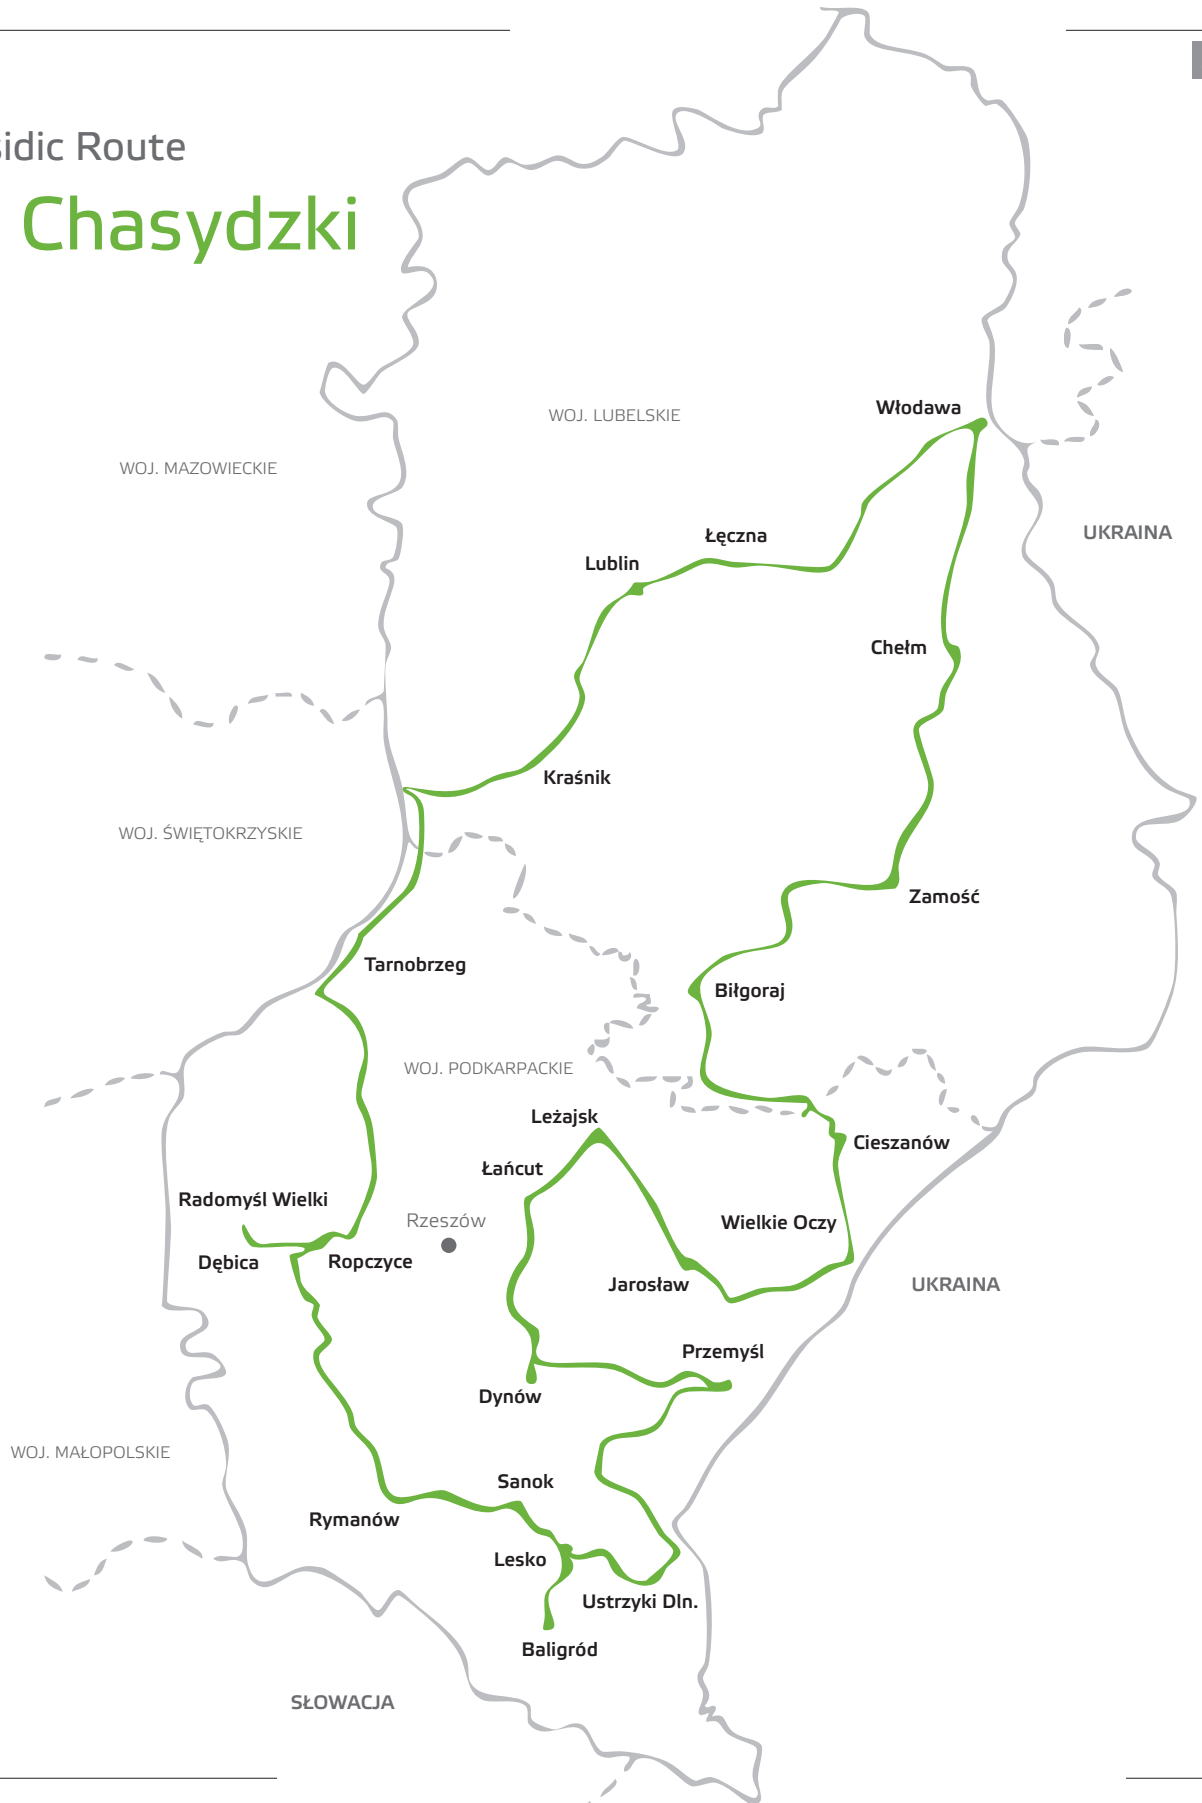 sidic Route
Chasydzki
Włodawa
WOJ. LUBELSKIE
WOJ. MAZOWIECKIE
UKRAINA
Łęczna
Lublin
Chełm
Kraśnik
WOJ. ŚWIĘTOKRZYSKIE
Zamość
Tarnobrzeg
Biłgoraj
WOJ. PODKARPACKIE
Leżajsk
Cieszanów
Łańcut
Radomyśl Wielki
Rzeszów
Wielkie Oczy
Dębica
Ropczyce
Jarosław
UKRAINA
Przemyśl
Dynów
WOJ. MAŁOPOLSKIE
Sanok
Rymanów
Lesko
Ustrzyki Dln.
Baligród
SŁOWACJA